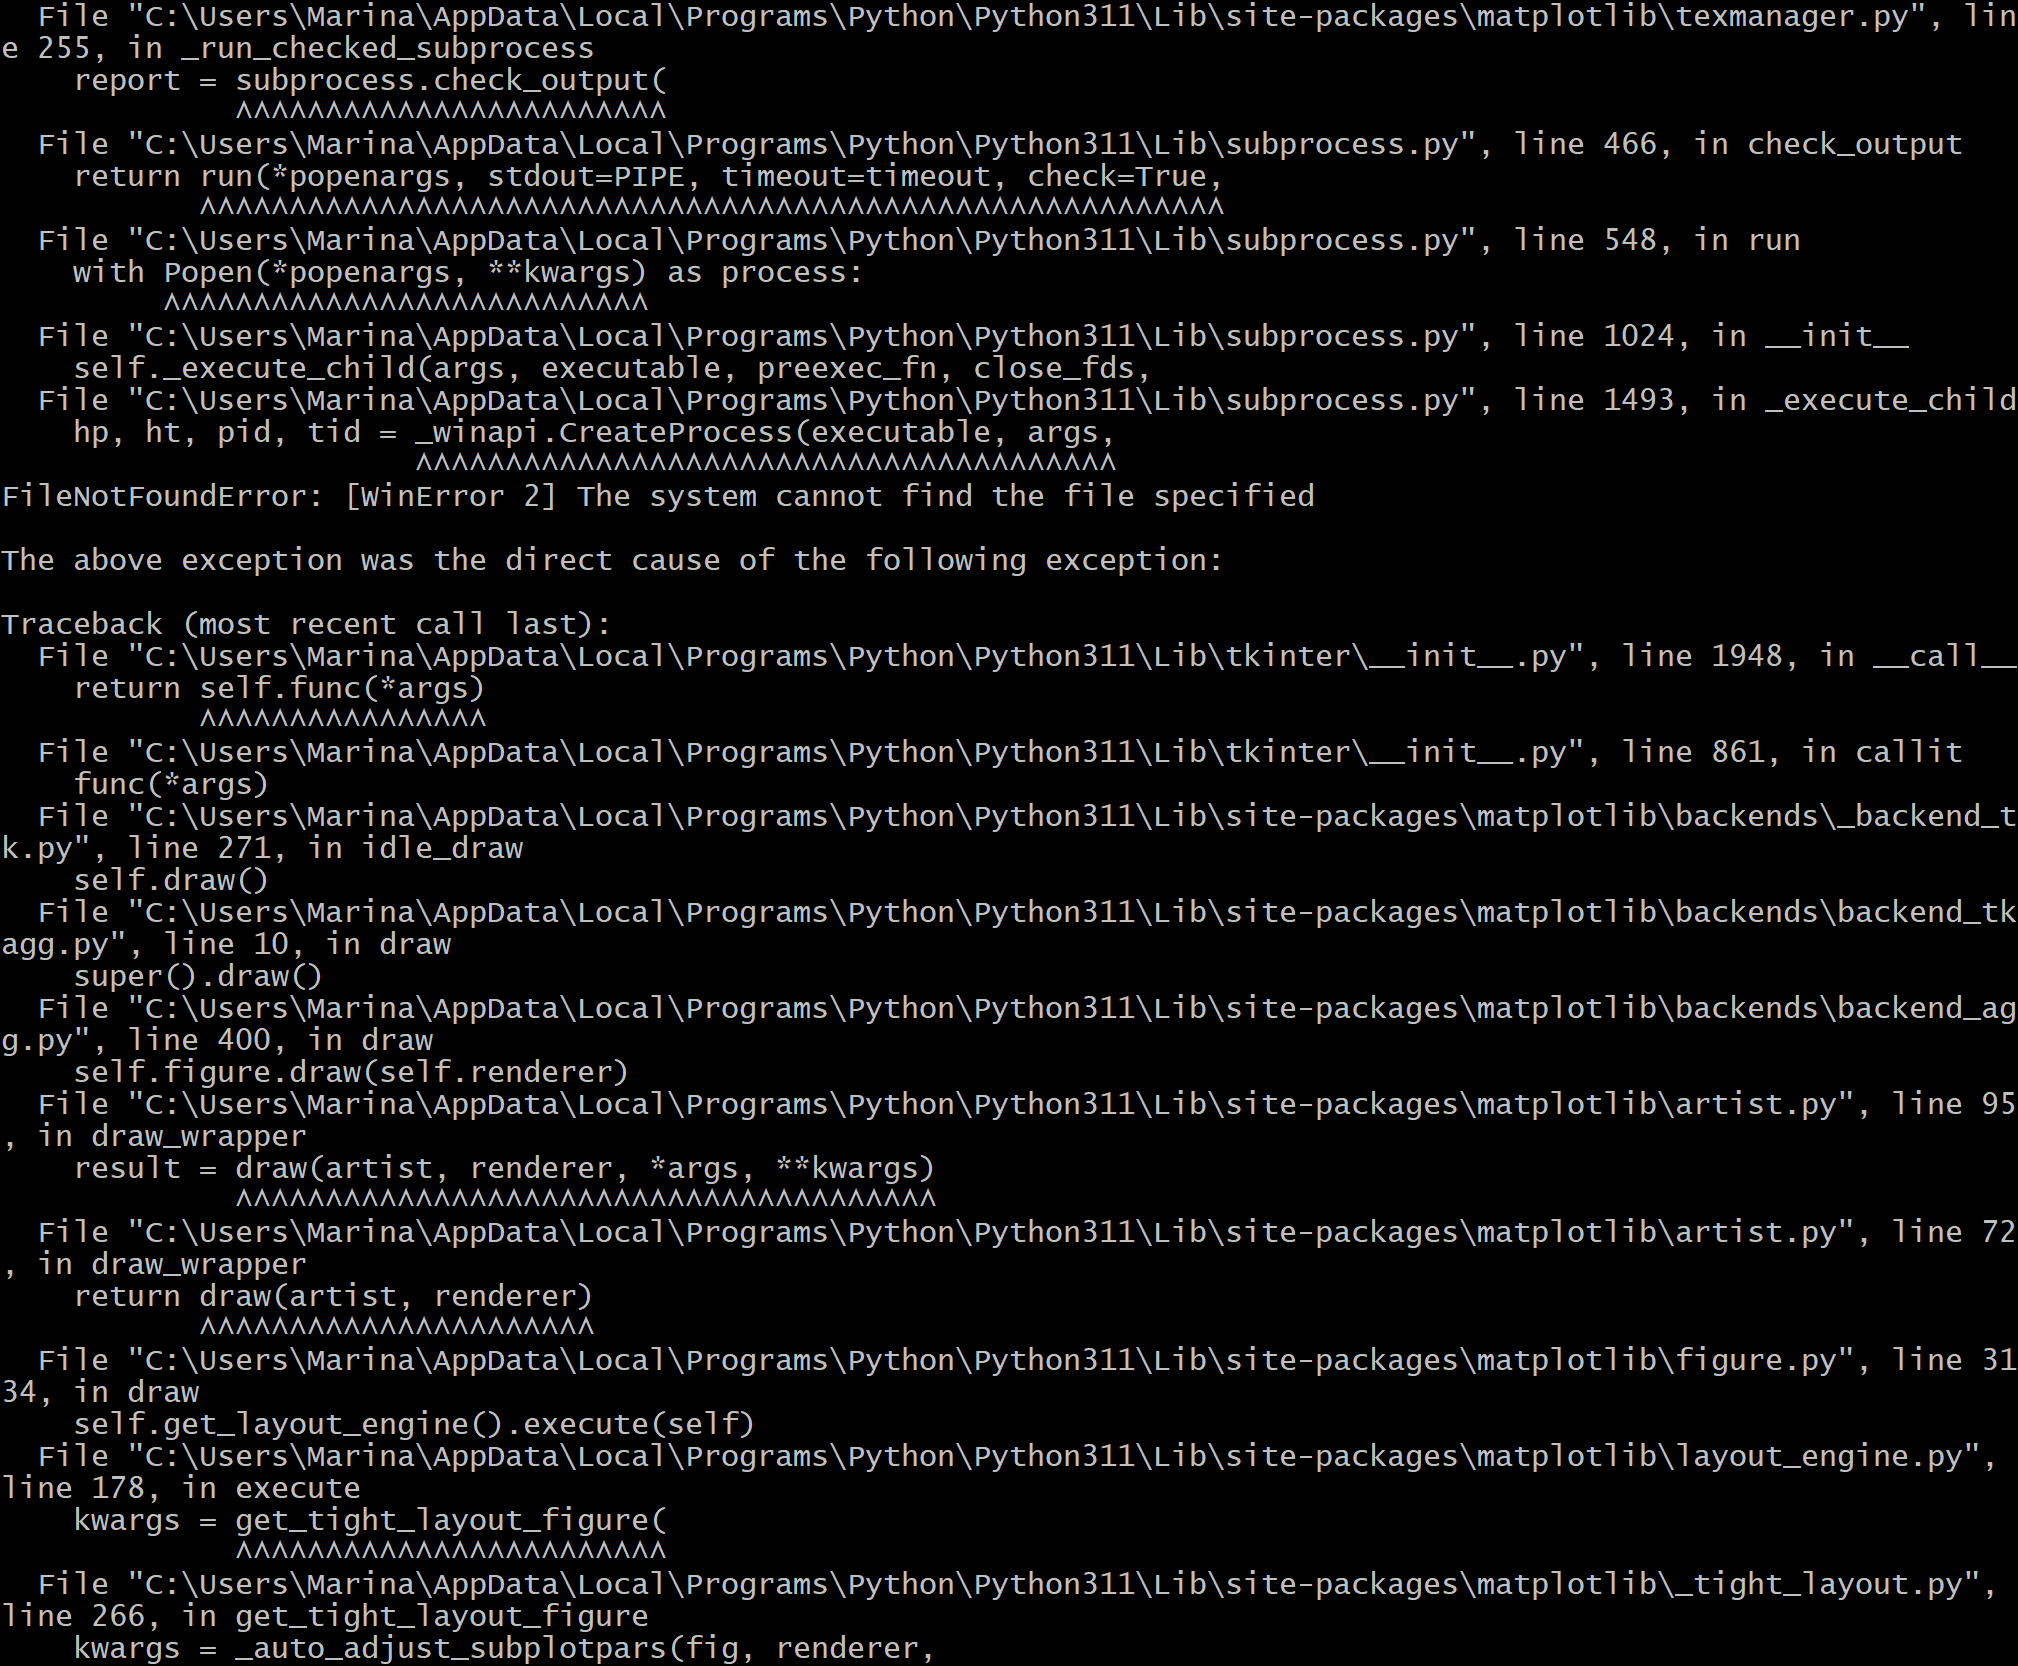 File "C:\Users\Marina\AppData\Local\Programs\Python\Python311\Lib\site-packages\matplotlib\texmanager.py", lin
e 255, in _run_checked_subprocess
    report = subprocess.check_output(
             ^^^^^^^^^^^^^^^^^^^^^^^^
  File "C:\Users\Marina\AppData\Local\Programs\Python\Python311\Lib\subprocess.py", line 466, in check_output
    return run(*popenargs, stdout=PIPE, timeout=timeout, check=True,
           ^^^^^^^^^^^^^^^^^^^^^^^^^^^^^^^^^^^^^^^^^^^^^^^^^^^^^^^^^
  File "C:\Users\Marina\AppData\Local\Programs\Python\Python311\Lib\subprocess.py", line 548, in run
    with Popen(*popenargs, **kwargs) as process:
         ^^^^^^^^^^^^^^^^^^^^^^^^^^^
  File "C:\Users\Marina\AppData\Local\Programs\Python\Python311\Lib\subprocess.py", line 1024, in __init__
    self._execute_child(args, executable, preexec_fn, close_fds,
  File "C:\Users\Marina\AppData\Local\Programs\Python\Python311\Lib\subprocess.py", line 1493, in _execute_child
    hp, ht, pid, tid = _winapi.CreateProcess(executable, args,
                       ^^^^^^^^^^^^^^^^^^^^^^^^^^^^^^^^^^^^^^^
FileNotFoundError: [WinError 2] The system cannot find the file specified

The above exception was the direct cause of the following exception:

Traceback (most recent call last):
  File "C:\Users\Marina\AppData\Local\Programs\Python\Python311\Lib\tkinter\__init__.py", line 1948, in __call__
    return self.func(*args)
           ^^^^^^^^^^^^^^^^
  File "C:\Users\Marina\AppData\Local\Programs\Python\Python311\Lib\tkinter\__init__.py", line 861, in callit
    func(*args)
  File "C:\Users\Marina\AppData\Local\Programs\Python\Python311\Lib\site-packages\matplotlib\backends\_backend_t
k.py", line 271, in idle_draw
    self.draw()
  File "C:\Users\Marina\AppData\Local\Programs\Python\Python311\Lib\site-packages\matplotlib\backends\backend_tk
agg.py", line 10, in draw
    super().draw()
  File "C:\Users\Marina\AppData\Local\Programs\Python\Python311\Lib\site-packages\matplotlib\backends\backend_ag
g.py", line 400, in draw
    self.figure.draw(self.renderer)
  File "C:\Users\Marina\AppData\Local\Programs\Python\Python311\Lib\site-packages\matplotlib\artist.py", line 95
, in draw_wrapper
    result = draw(artist, renderer, *args, **kwargs)
             ^^^^^^^^^^^^^^^^^^^^^^^^^^^^^^^^^^^^^^^
  File "C:\Users\Marina\AppData\Local\Programs\Python\Python311\Lib\site-packages\matplotlib\artist.py", line 72
, in draw_wrapper
    return draw(artist, renderer)
           ^^^^^^^^^^^^^^^^^^^^^^
  File "C:\Users\Marina\AppData\Local\Programs\Python\Python311\Lib\site-packages\matplotlib\figure.py", line 31
34, in draw
    self.get_layout_engine().execute(self)
  File "C:\Users\Marina\AppData\Local\Programs\Python\Python311\Lib\site-packages\matplotlib\layout_engine.py",
line 178, in execute
    kwargs = get_tight_layout_figure(
             ^^^^^^^^^^^^^^^^^^^^^^^^
  File "C:\Users\Marina\AppData\Local\Programs\Python\Python311\Lib\site-packages\matplotlib\_tight_layout.py",
line 266, in get_tight_layout_figure
    kwargs = _auto_adjust_subplotpars(fig, renderer,